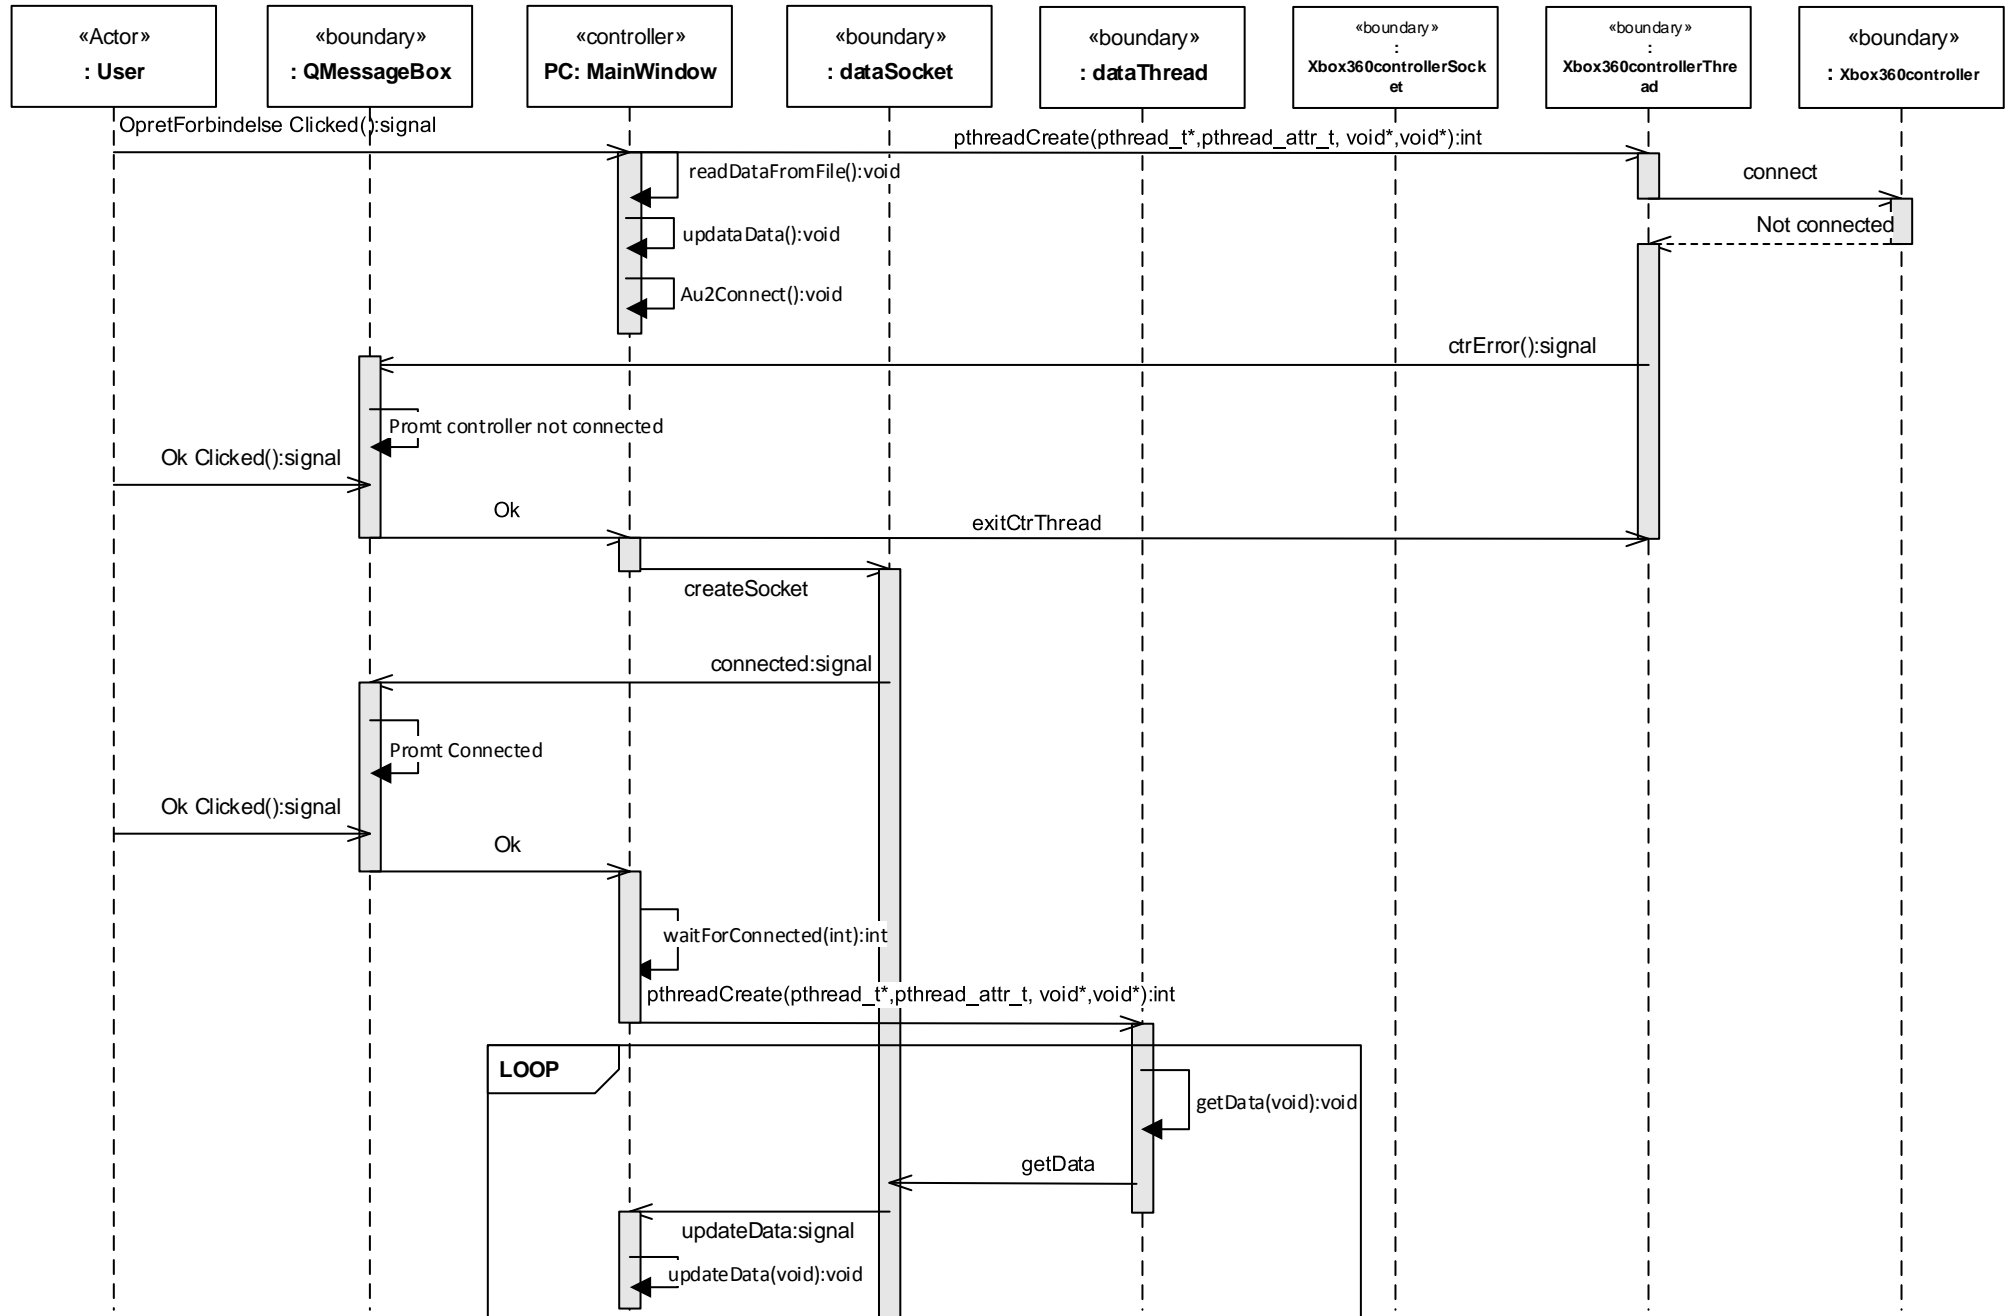 «Actor»
: User
«boundary»
: QMessageBox
«controller»
PC: MainWindow
«boundary»
: dataSocket
«boundary»
: dataThread
«boundary»
:
Xbox360controllerSock
et
«boundary»
:
Xbox360controllerThre
ad
«boundary»
: Xbox360controller
OpretForbindelse Clicked():signal
pthreadCreate(pthread_t*,pthread_attr_t, void*,void*):int
readDataFromFile():void
connect
Not connected
updataData():void
Au2Connect():void
ctrError():signal
Promt controller not connected
Ok Clicked():signal
Ok
exitCtrThread
createSocket
connected:signal
Promt Connected
Ok Clicked():signal
Ok
waitForConnected(int):int
pthreadCreate(pthread_t*,pthread_attr_t, void*,void*):int
LOOP
getData(void):void
getData
updateData:signal
updateData(void):void